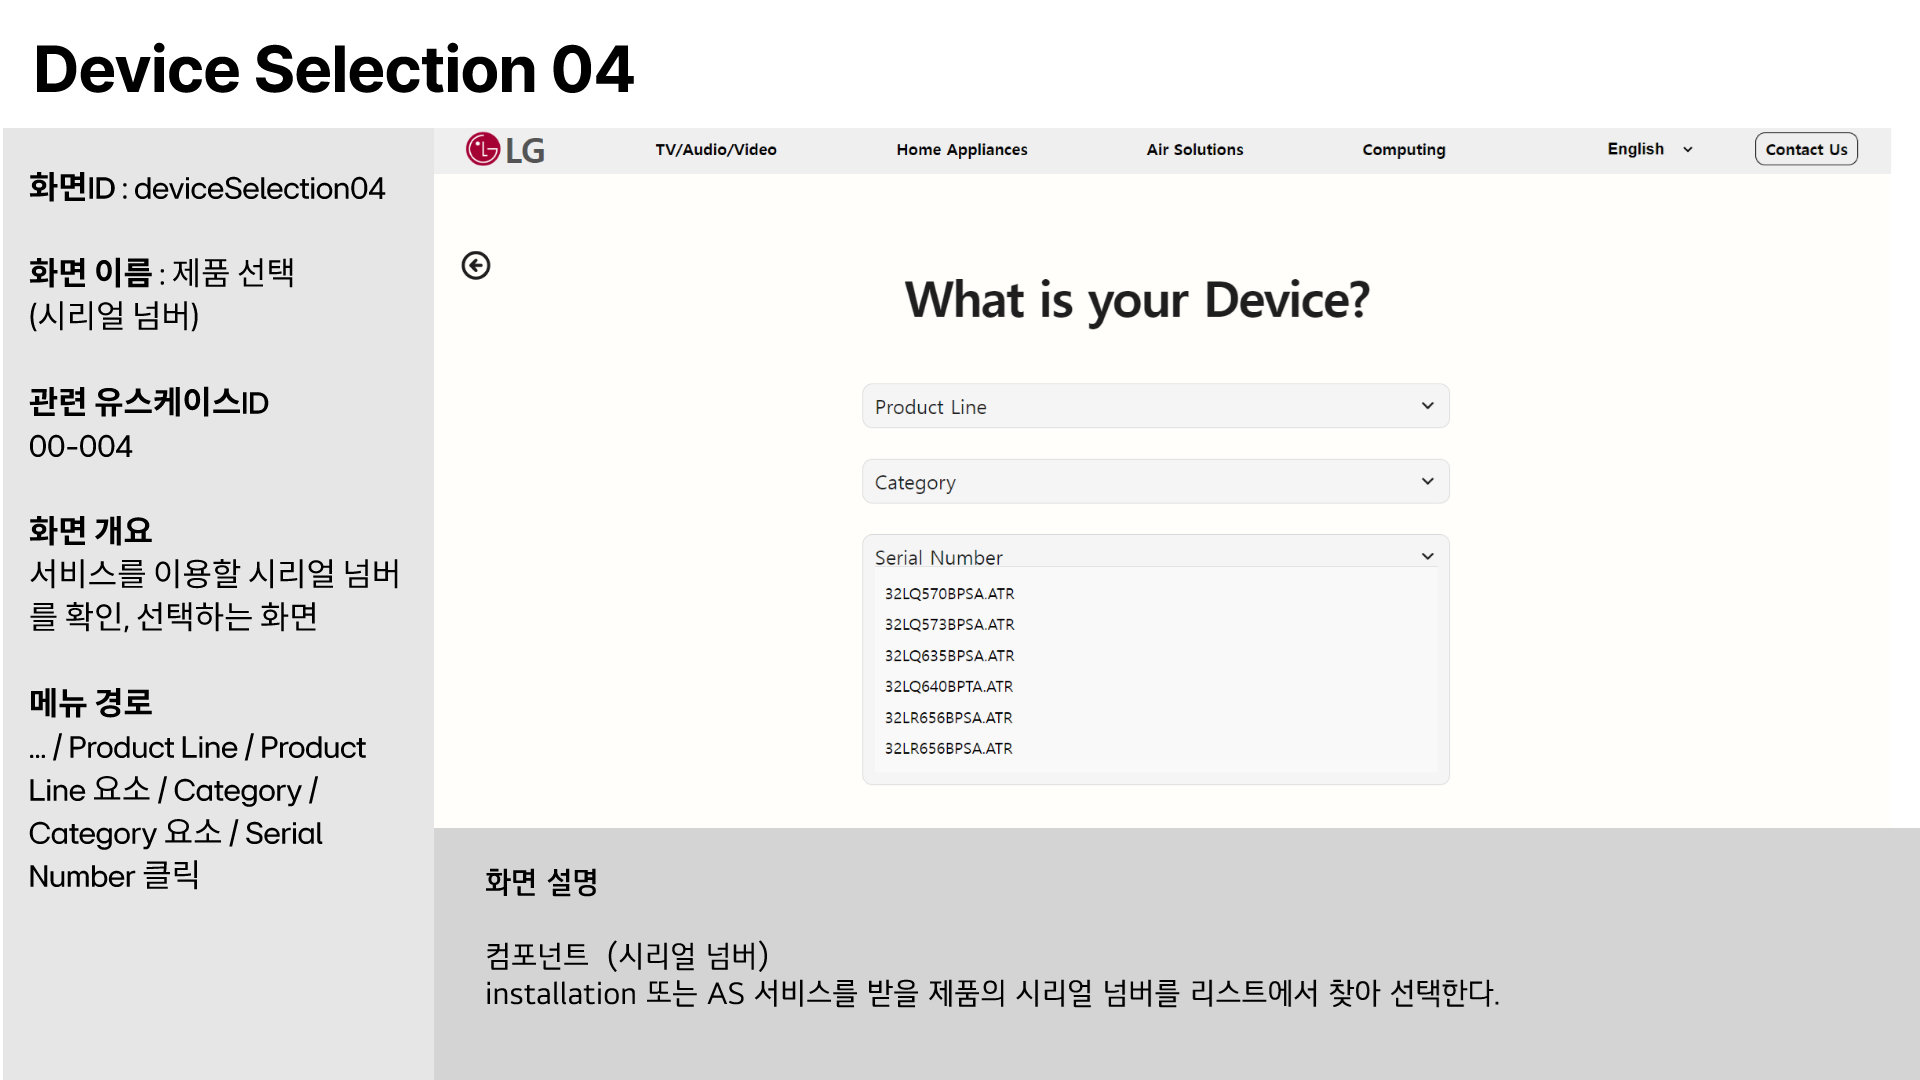 Device Selection 04
화면ID : deviceSelection04
화면 이름 : 제품 선택
(시리얼 넘버)
관련 유스케이스ID
00-004
화면 개요
서비스를 이용할 시리얼 넘버
를 확인, 선택하는 화면
메뉴 경로
... / Product Line / Product
Line 요소 / Category /
Category 요소 / Serial
Number 클릭
LG
TV/Audio/Video
Home Appliances
Air Solutions
Computing
English
Contact Us
What is your Device?
Product Line
Category
Serial Number
32LQ570BPSA.ATR
32LQ573BPSA.ATR
32LQ635BPSA.ATR
32LQ640BPTA.ATR
32LR656BPSA.ATR
32LR656BPSA.ATR
화면 설명
컴포넌트 (시리얼 넘버)
installation 또는 AS 서비스를 받을 제품의 시리얼 넘버를 리스트에서 찾아 선택한다.